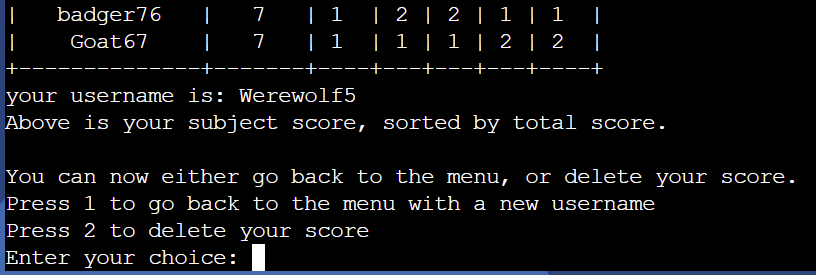 |   badger76   |   7   | 1  | 2 | 2 | 1 | 1  |
|    Goat67    |   7   | 1  | 1 | 1 | 2 | 2  |
+--------------+-------+----+---+---+---+----+
your username is: Werewolf5
Above is your subject score, sorted by total score.
You can now either go back to the menu, or delete your score.
Press 1 to go back to the menu with a new username
Press 2 to delete your score
Enter your choice: